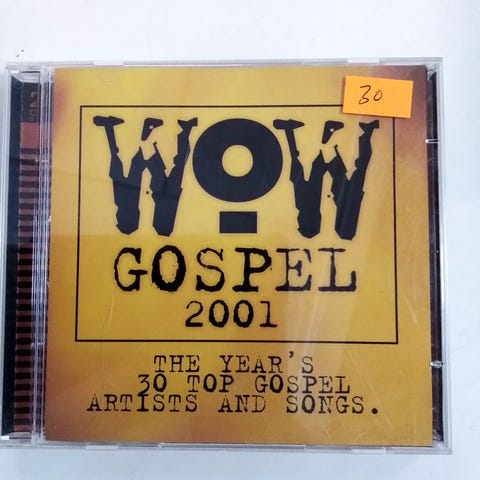 30
WOW
GOSPEL
2001
THE YEAR'S
30 TOP GOSPEL
ARTISTS AND SONGS.